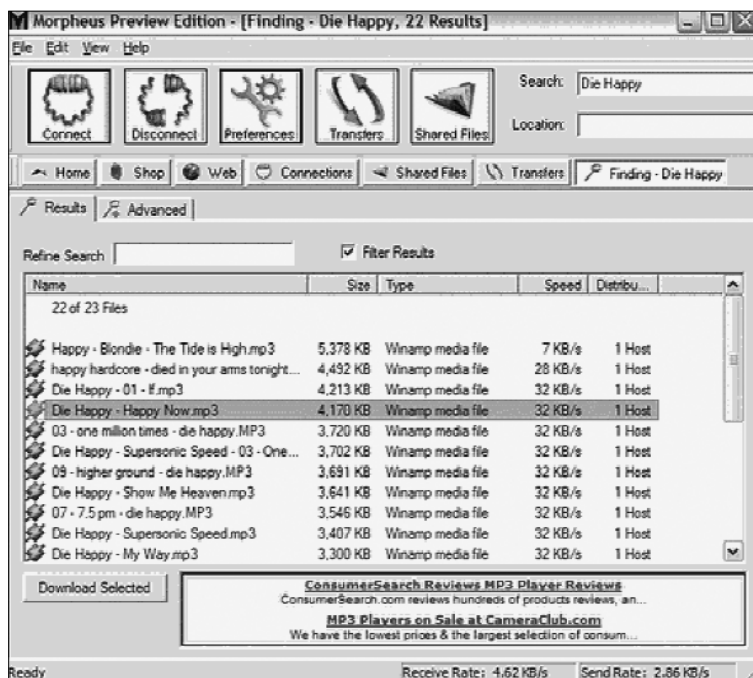 Morpheus Preview Edition - [Finding - Die Happy, 22 Results]
File Edit View Help
Connect Disconnect Preferences Transfers Shared Files
Search: Die Happy
Location:
Home Shop Web Connections Shared Files Transfers Finding - Die Happy
Results Advanced
Refine Search Filter Results
Name Size Type Speed Distribu...
22 of 23 Files
Happy - Blondie - The Tide is High.mp3 5,378 KB Winamp media file 7 KB/s 1 Host
happy hardcore - died in your arms tonight... 4,492 KB Winamp media file 28 KB/s 1 Host
Die Happy - 01 - If.mp3 4,213 KB Winamp media file 32 KB/s 1 Host
Die Happy - Happy Now.mp3 4,170 KB Winamp media file 32 KB/s 1 Host
03 - one million times - die happy.MP3 3,720 KB Winamp media file 32 KB/s 1 Host
Die Happy - Supersonic Speed - 03 - One... 3,702 KB Winamp media file 32 KB/s 1 Host
09 - higher ground - die happy.MP3 3,691 KB Winamp media file 32 KB/s 1 Host
Die Happy - Show Me Heaven.mp3 3,641 KB Winamp media file 32 KB/s 1 Host
07 - 7.5 pm - die happy.MP3 3,546 KB Winamp media file 32 KB/s 1 Host
Die Happy - Supersonic Speed.mp3 3,407 KB Winamp media file 32 KB/s 1 Host
Die Happy - My Way.mp3 3,300 KB Winamp media file 32 KB/s 1 Host
Download Selected
ConsumerSearch Reviews MP3 Player Reviews
ConsumerSearch.com reviews hundreds of products reviews, an...
MP3 Players on Sale at CameraClub.com
We have the lowest prices & the largest selection of consum...
Ready Receive Rate: 4.62 KB/s Send Rate: 2.86 KB/s